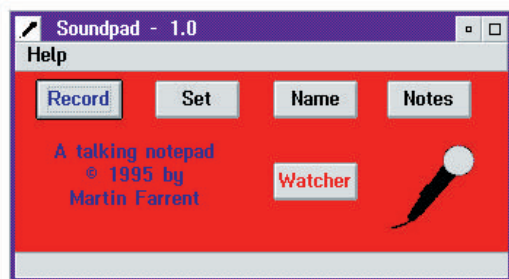 Soundpad - 1.0
Help
Record Set Name Notes
A talking notepad
© 1995 by
Martin Farrent
Watcher